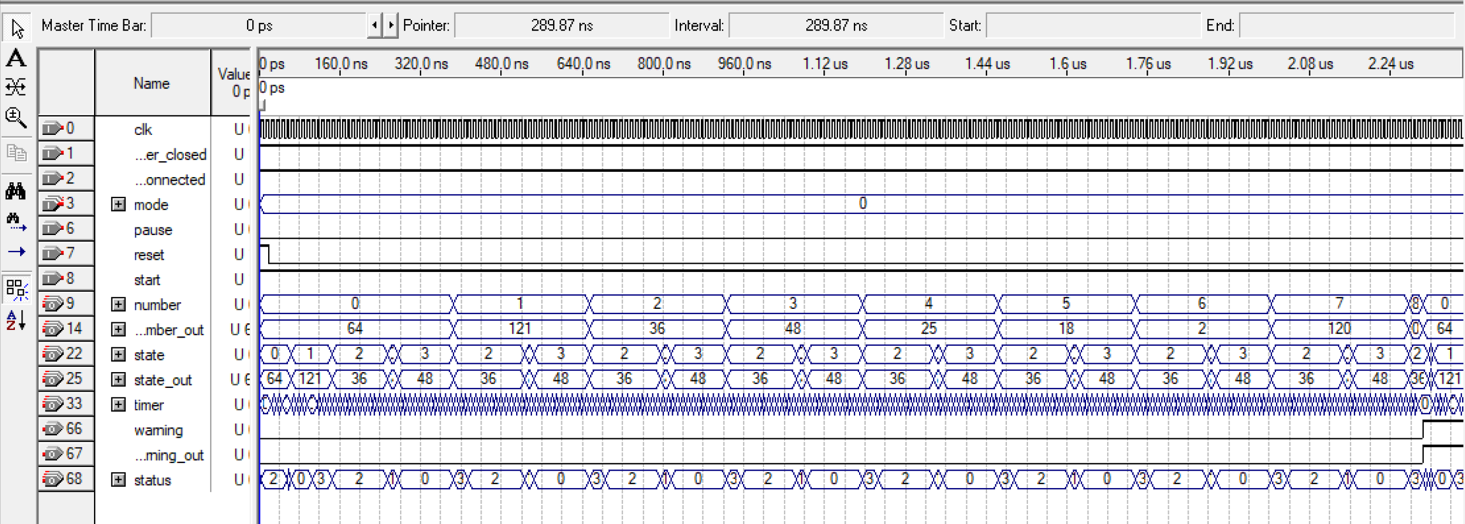 Master Time Bar: 0 ps Pointer: 289.87 ns Interval: 289.87 ns Start: End:
A Name Value 0 ps 160.0 ns 320.0 ns 480.0 ns 640.0 ns 800.0 ns 960.0 ns 1.12 us 1.28 us 1.44 us 1.6 us 1.76 us 1.92 us 2.08 us 2.24 us
0 p 0 ps
0 clk U
1 ...er_closed U
2 ...onnected U
3 mode U 0
6 pause U
7 reset U
8 start U
9 number U 0 1 2 3 4 5 6 7 8 0
14 ...mber_out U 6 64 121 36 48 25 18 2 120 0 64
22 state U 0 1 2 3 2 3 2 3 2 3 2 3 2 3 2 3 2 3 2 1
25 state_out U 6 64 121 36 48 36 48 36 48 36 48 36 48 36 48 36 48 36 48 36 121
33 timer U 0
66 warning U
67 ...rning_out U
68 status U 2 0 3 2 1 0 3 2 0 3 2 1 0 3 2 1 0 3 2 0 3 2 1 0 3 2 0 3 2 1 0 3 0 3
A
Z